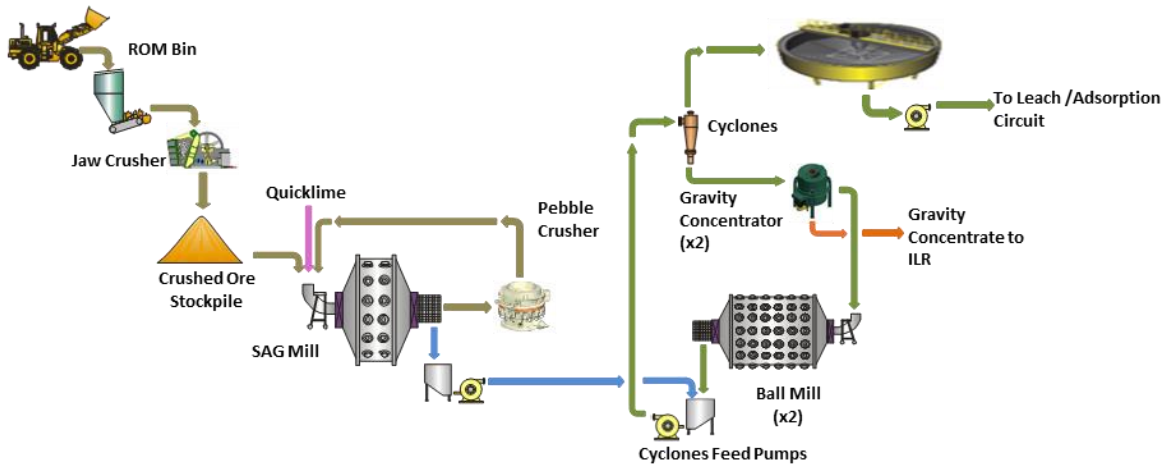 ROM Bin
Jaw Crusher
Quicklime
Crushed Ore
Stockpile
SAG Mill
Pebble
Crusher
Cyclones
To Leach /Adsorption
Circuit
Gravity
Concentrator
(x2)
Gravity
Concentrate to
ILR
Ball Mill
(x2)
Cyclones Feed Pumps